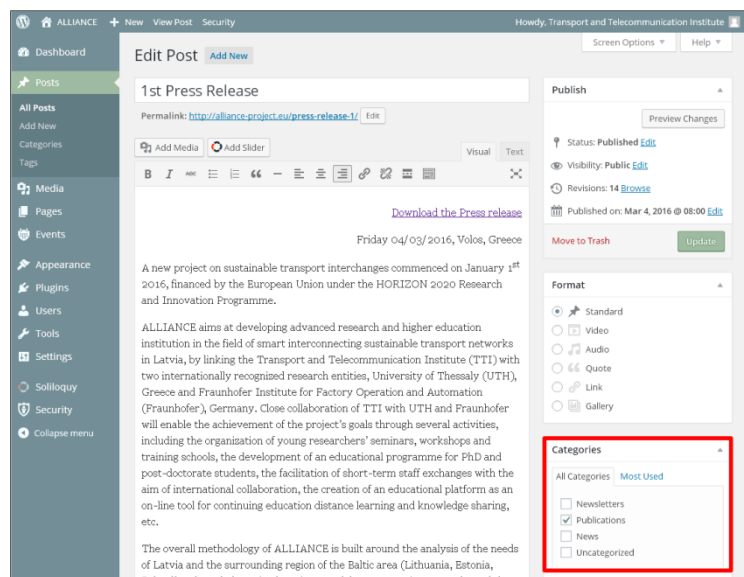 ALLIANCE + New View Post Security Howdy, Transport and Telecommunication Institute
Screen Options Help
Dashboard
Posts
All Posts
Add New
Categories
Tags
Media
Pages
Events
Appearance
Plugins
Users
Tools
Settings
Soliloquy
Security
Collapse menu
Edit Post Add New
1st Press Release
Permalink: http://alliance-project.eu/press-release-1/ Edit
Add Media Add Slider Visual Text
B I ABC
Download the Press release
Friday 04/03/2016, Volos, Greece
A new project on sustainable transport interchanges commenced on January 1st
2016, financed by the European Union under the HORIZON 2020 Research
and Innovation Programme.
ALLIANCE aims at developing advanced research and higher education
institution in the field of smart interconnecting sustainable transport networks
in Latvia, by linking the Transport and Telecommunication Institute (TTI) with
two internationally recognized research entities, University of Thessaly (UTH),
Greece and Fraunhofer Institute for Factory Operation and Automation
(Fraunhofer), Germany. Close collaboration of TTI with UTH and Fraunhofer
will enable the achievement of the project's goals through several activities,
including the organization of young researchers' seminars, workshops and
training schools, the development of an educational programme for PhD and
post-doctorate students, the facilitation of short-term staff exchanges with the
aim of international collaboration, the creation of an educational platform as an
on-line tool for continuing education distance learning and knowledge sharing,
etc.
The overall methodology of ALLIANCE is built around the analysis of the needs
of Latvia and the surrounding region of the Baltic area (Lithuania, Estonia,
Publish
Preview Changes
Status: Published Edit
Visibility: Public Edit
Revisions: 14 Browse
Published on: Mar 4, 2016 @ 08:00 Edit
Move to Trash Update
Format
Standard
Video
Audio
Quote
Link
Gallery
Categories
All Categories Most Used
Newsletters
Publications
News
Uncategorized